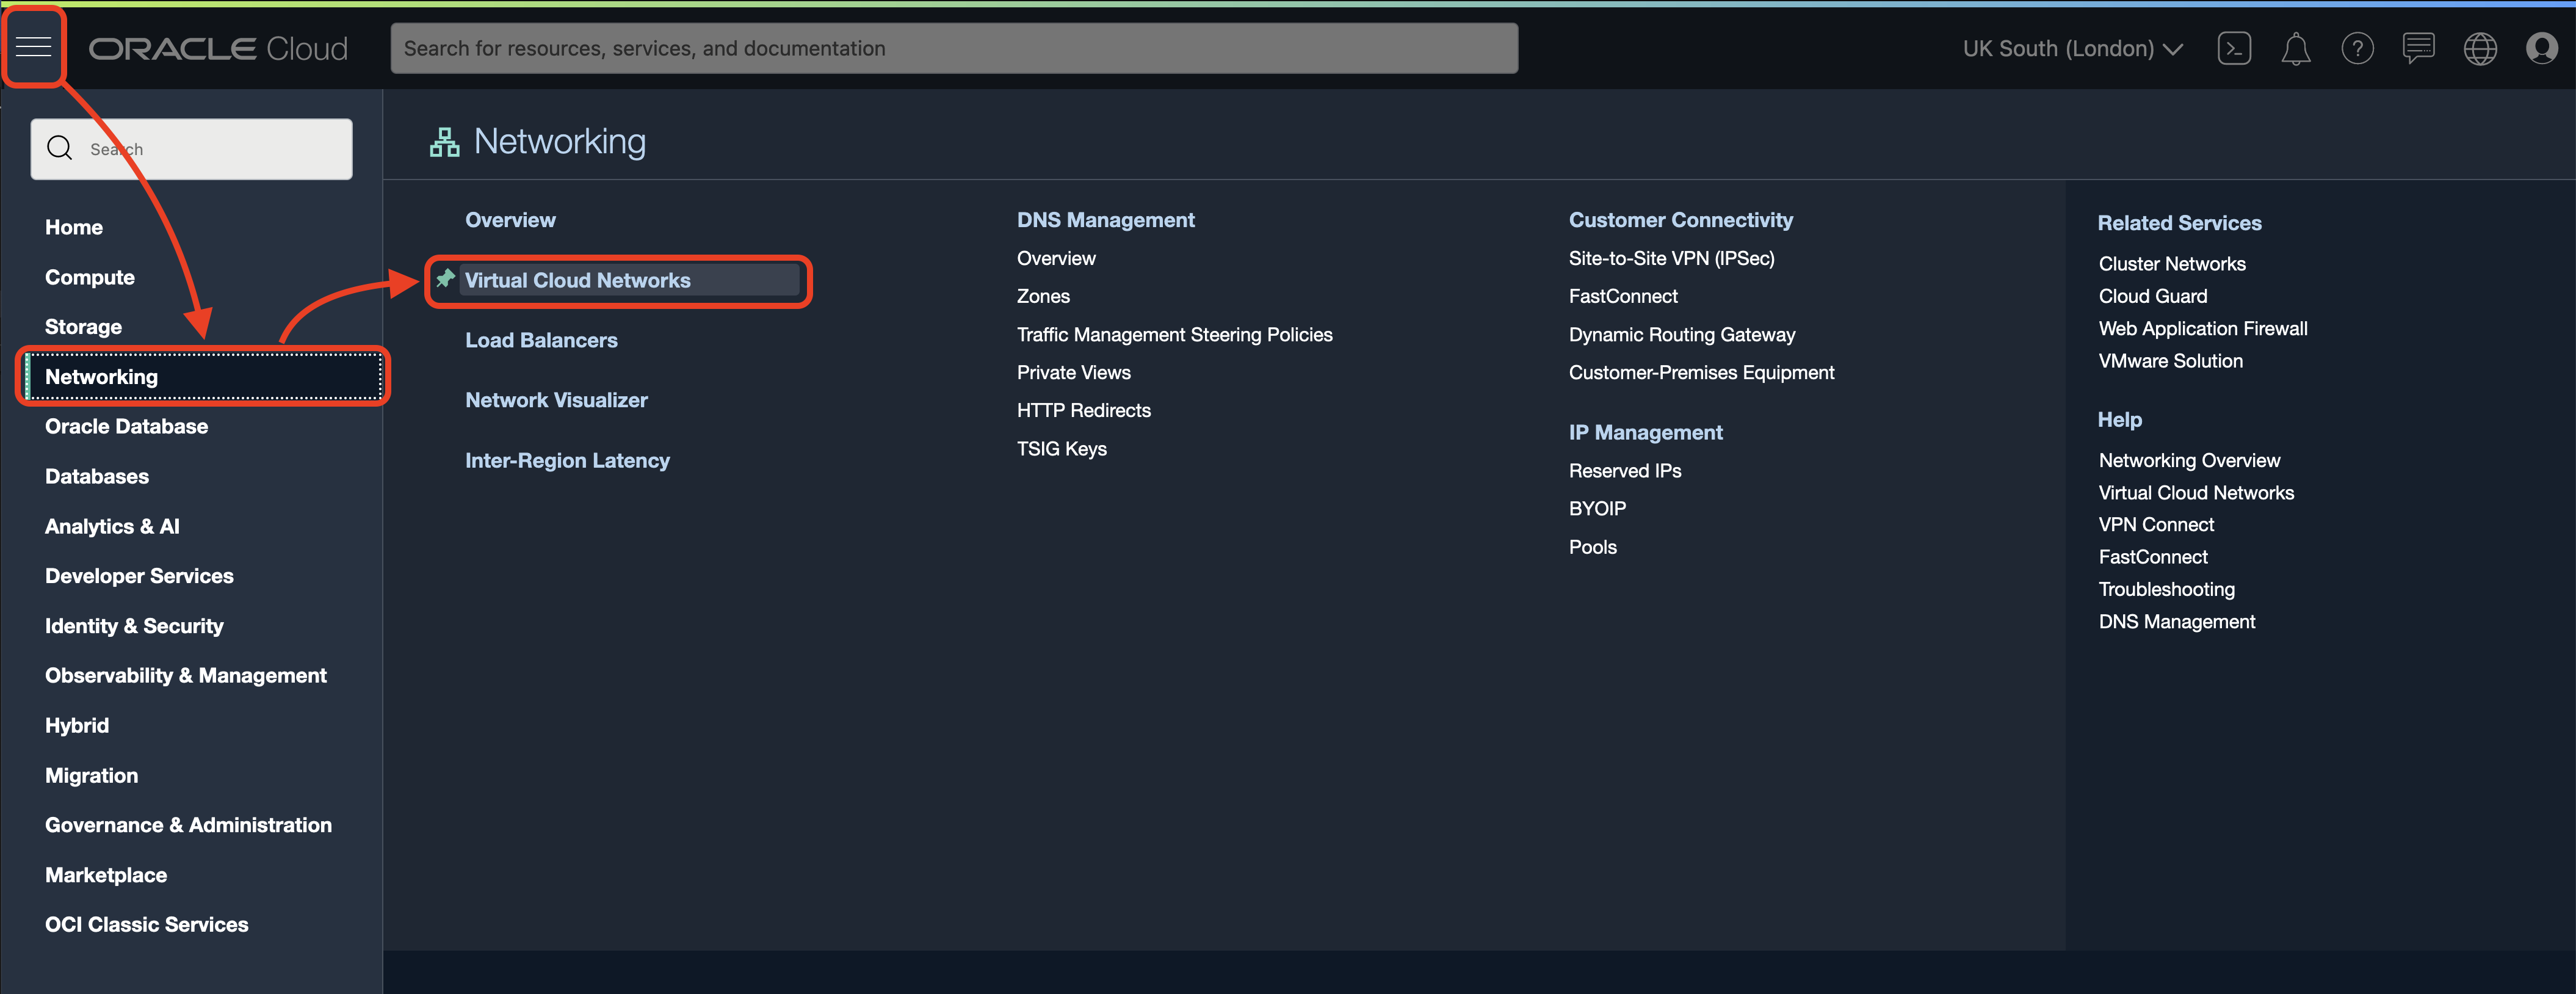 ORACLE Cloud
Search for resources, services, and documentation
UK South (London)
Search
Home
Compute
Storage
Networking
Oracle Database
Databases
Analytics & AI
Developer Services
Identity & Security
Observability & Management
Hybrid
Migration
Governance & Administration
Marketplace
OCI Classic Services
Networking
Overview
Virtual Cloud Networks
Load Balancers
Network Visualizer
Inter-Region Latency
DNS Management
Overview
Zones
Traffic Management Steering Policies
Private Views
HTTP Redirects
TSIG Keys
Customer Connectivity
Site-to-Site VPN (IPSec)
FastConnect
Dynamic Routing Gateway
Customer-Premises Equipment
IP Management
Reserved IPs
BYOIP
Pools
Related Services
Cluster Networks
Cloud Guard
Web Application Firewall
VMware Solution
Help
Networking Overview
Virtual Cloud Networks
VPN Connect
FastConnect
Troubleshooting
DNS Management